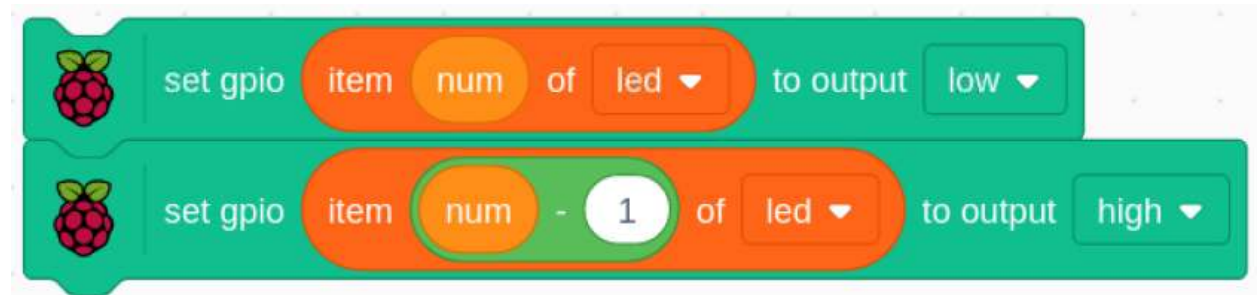 set gpio item num of led to output low
set gpio item num - 1 of led to output high